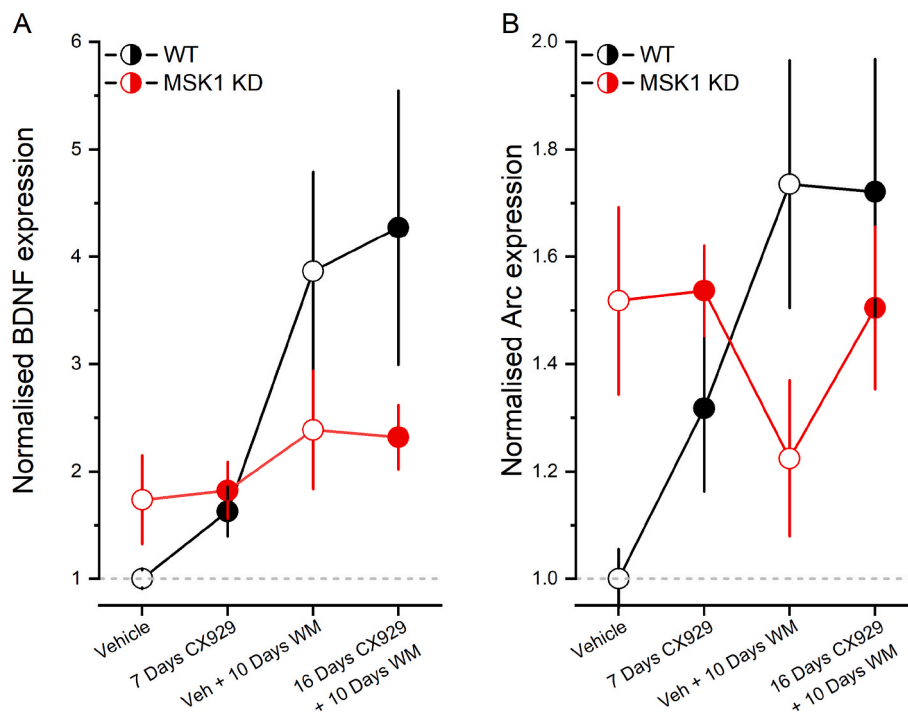 A
Normalised BDNF expression
6
5
4
3
2
1
WT
MSK1 KD
Vehicle
7 Days CX929
Veh + 10 Days WM
16 Days CX929
+ 10 Days WM
B
Normalised Arc expression
2.0
1.8
1.6
1.4
1.2
1.0
WT
MSK1 KD
Vehicle
7 Days CX929
Veh + 10 Days WM
16 Days CX929
+ 10 Days WM